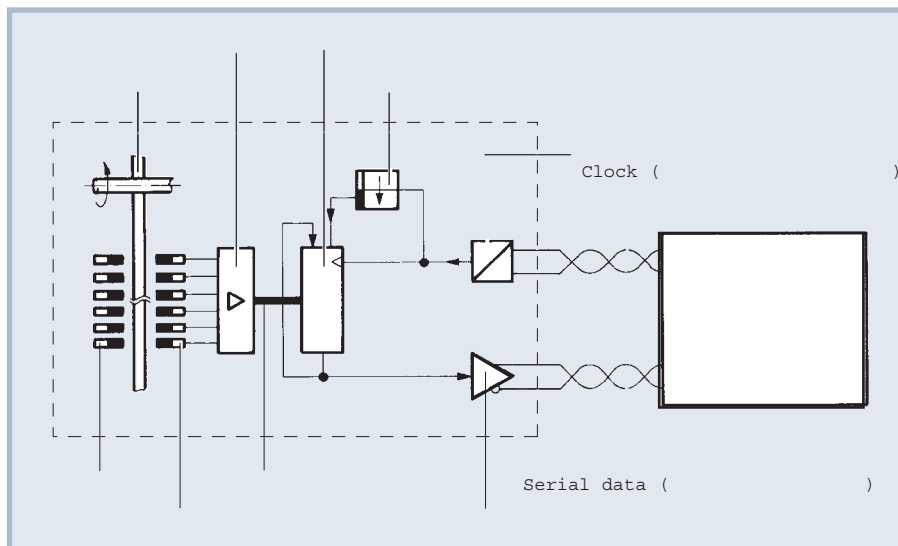 Clock (                    )
Serial data (                )